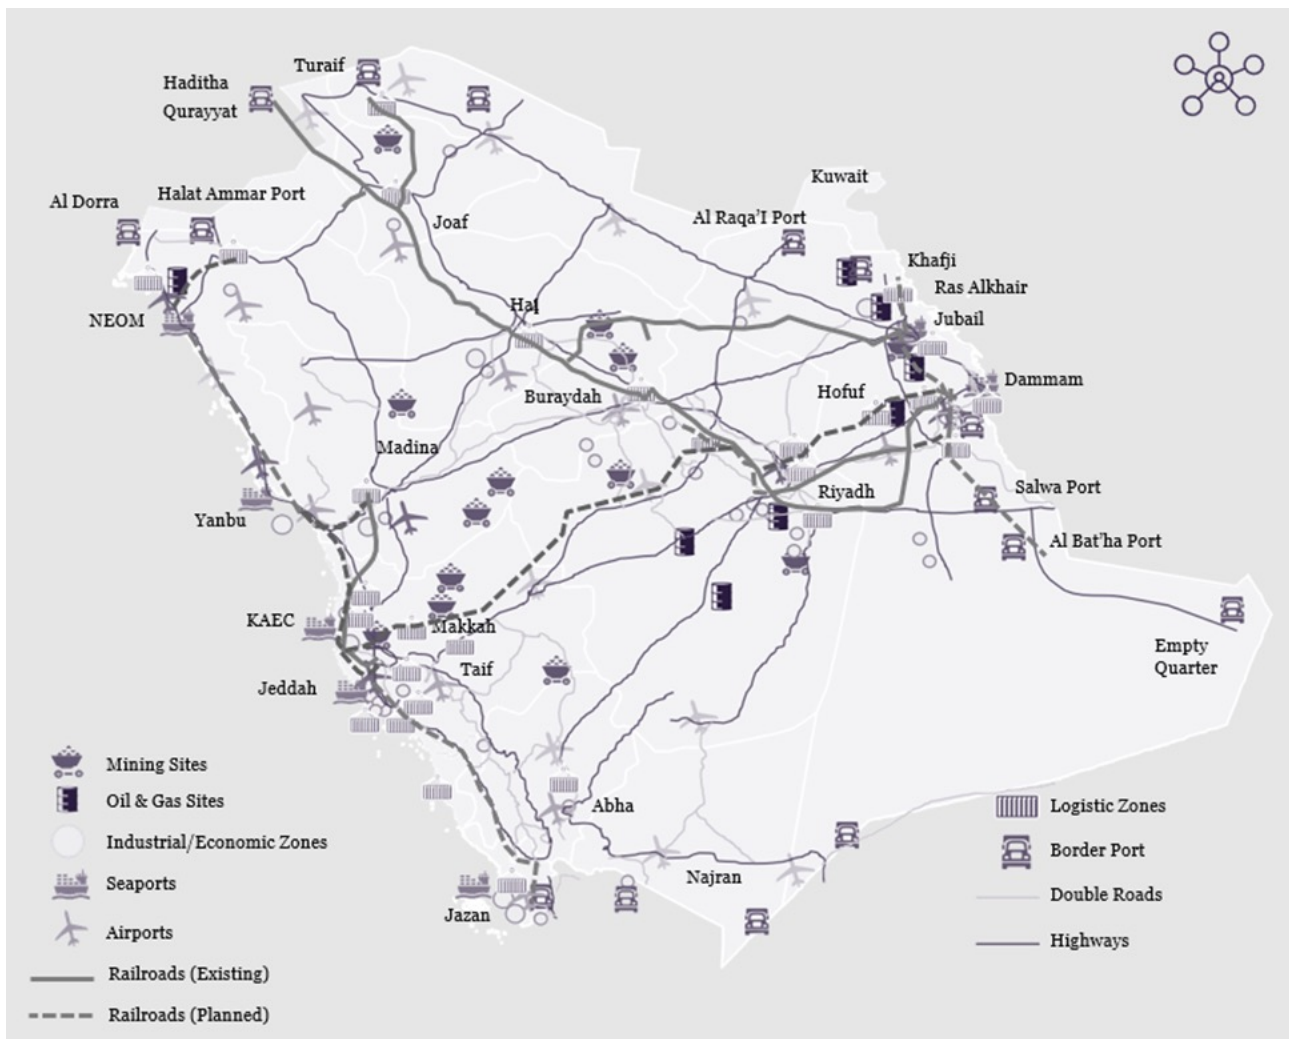 Turaif
Haditha
Qurayyat
Halat Ammar Port
Al Dorra
Kuwait
Al Raqa'I Port
Joaf
Khafji
Ras Alkhair
NEOM
Hal
Jubail
Dammam
Buraydah
Hofuf
Madina
Riyadh
Salwa Port
Yanbu
Al Bat'ha Port
KAEC
Makkah
Taif
Empty
Quarter
Jeddah
Abha
Najran
Jazan
Mining Sites
Oil & Gas Sites
Industrial/Economic Zones
Seaports
Airports
Railroads (Existing)
Railroads (Planned)
Logistic Zones
Border Port
Double Roads
Highways